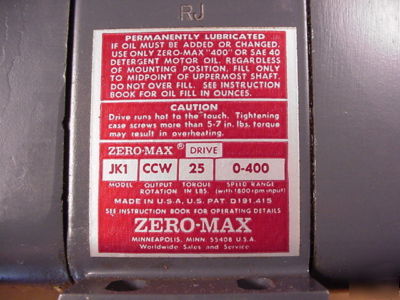 RJ
PERMANENTLY LUBRICATED
IF OIL MUST BE ADDED OR CHANGED,
USE ONLY ZERO-MAX "400" OR SAE 40
DETERGENT MOTOR OIL. REGARDLESS
OF MOUNTING POSITION, FILL ONLY
TO MIDPOINT OF UPPERMOST SHAFT.
DO NOT OVER FILL. SEE INSTRUCTION
BOOK FOR OIL FILL IN OUNCES.
CAUTION
Drive runs hot to the touch. Tightening
case screws more than 5-7 in. lbs. torque
may result in overheating.
ZERO-MAX® DRIVE
JK1 CCW 25 0-400
MODEL OUTPUT ROTATION TORQUE IN LBS. SPEED RANGE (with 1800 rpm input)
MADE IN U.S.A. U.S. PAT. D191,415
SEE INSTRUCTION BOOK FOR OPERATING DETAILS
ZERO-MAX
MINNEAPOLIS, MINN. 55408 U.S.A.
Worldwide Sales and Service